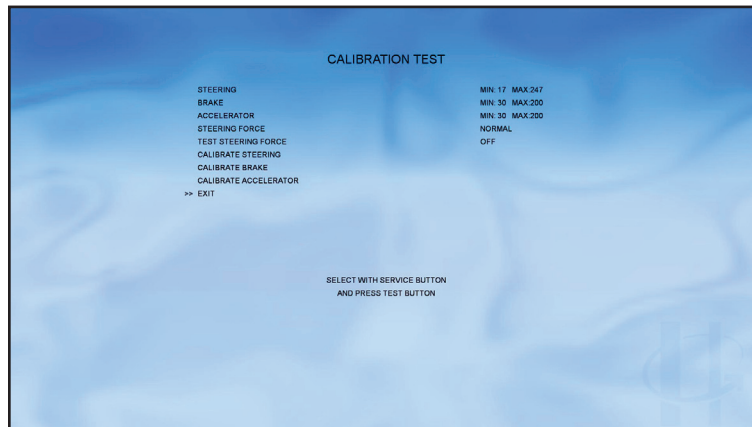 CALIBRATION TEST
STEERING MIN: 17 MAX:247
BRAKE MIN: 30 MAX:200
ACCELERATOR MIN: 30 MAX:200
STEERING FORCE NORMAL
TEST STEERING FORCE OFF
CALIBRATE STEERING
CALIBRATE BRAKE
CALIBRATE ACCELERATOR
>> EXIT
SELECT WITH SERVICE BUTTON
AND PRESS TEST BUTTON